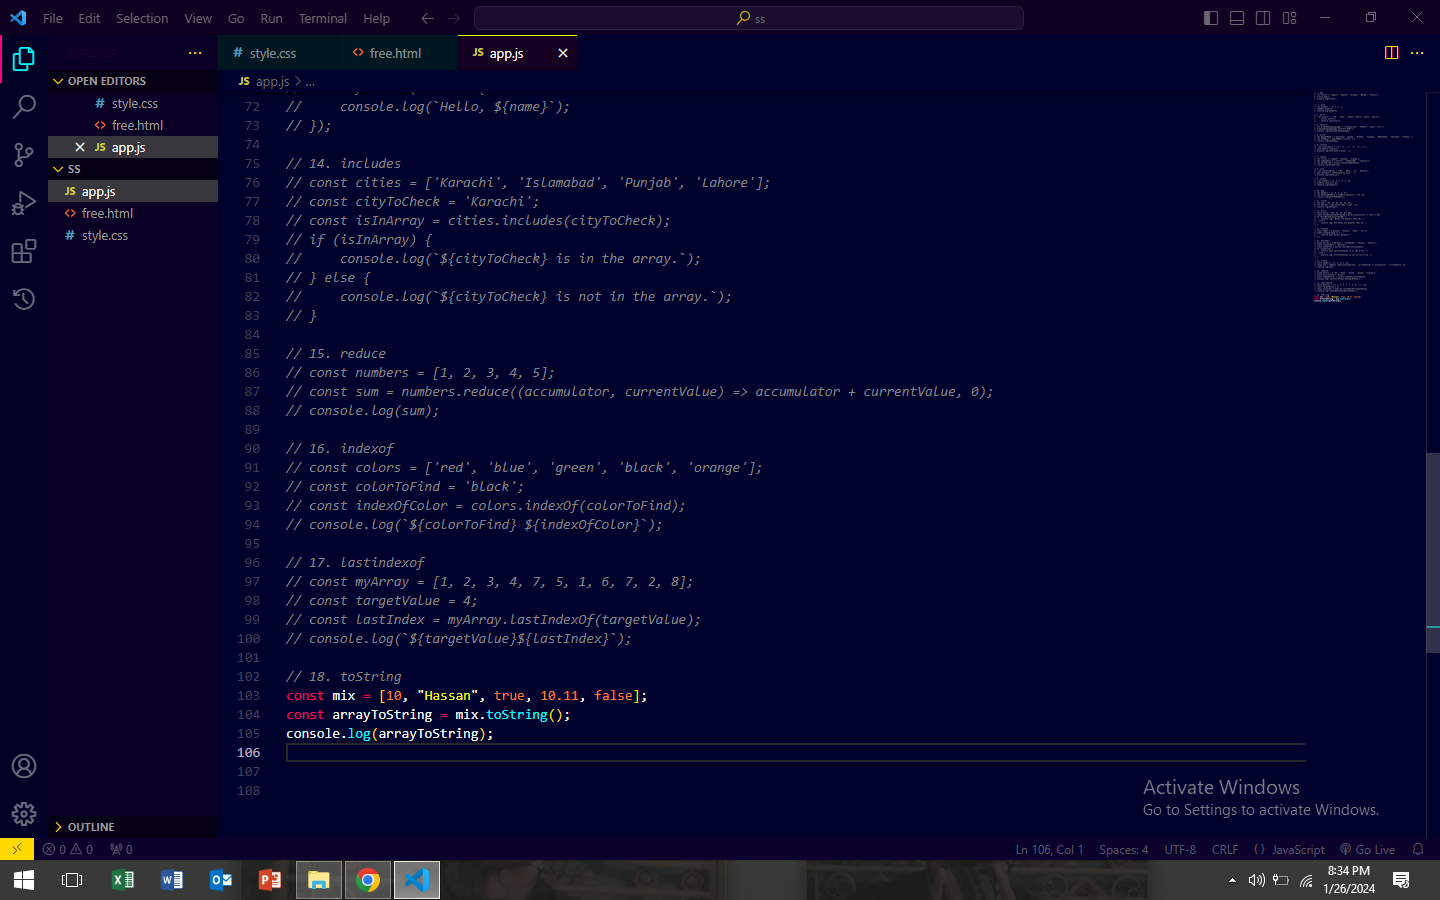 File Edit Selection View Go Run Terminal Help
ss
EXPLORER
style.css
free.html
app.js
app.js > ...
OPEN EDITORS
style.css
free.html
app.js
SS
app.js
free.html
style.css
OUTLINE
72 //     console.log(`Hello, ${name}`);
73 // });
74
75 // 14. includes
76 // const cities = ['Karachi', 'Islamabad', 'Punjab', 'Lahore'];
77 // const cityToCheck = 'Karachi';
78 // const isInArray = cities.includes(cityToCheck);
79 // if (isInArray) {
80 //     console.log(`${cityToCheck} is in the array.`);
81 // } else {
82 //     console.log(`${cityToCheck} is not in the array.`);
83 // }
84
85 // 15. reduce
86 // const numbers = [1, 2, 3, 4, 5];
87 // const sum = numbers.reduce((accumulator, currentValue) => accumulator + currentValue, 0);
88 // console.log(sum);
89
90 // 16. indexof
91 // const colors = ['red', 'blue', 'green', 'black', 'orange'];
92 // const colorToFind = 'black';
93 // const indexOfColor = colors.indexOf(colorToFind);
94 // console.log(`${colorToFind} ${indexOfColor}`);
95
96 // 17. lastindexof
97 // const myArray = [1, 2, 3, 4, 7, 5, 1, 6, 7, 2, 8];
98 // const targetValue = 4;
99 // const lastIndex = myArray.lastIndexOf(targetValue);
100 // console.log(`${targetValue}${lastIndex}`);
101
102 // 18. toString
103 const mix = [10, "Hassan", true, 10.11, false];
104 const arrayToString = mix.toString();
105 console.log(arrayToString);
106
107
108
Activate Windows
Go to Settings to activate Windows.
0 0 0
Ln 106, Col 1 Spaces: 4 UTF-8 CRLF {} JavaScript Go Live
8:34 PM
1/26/2024